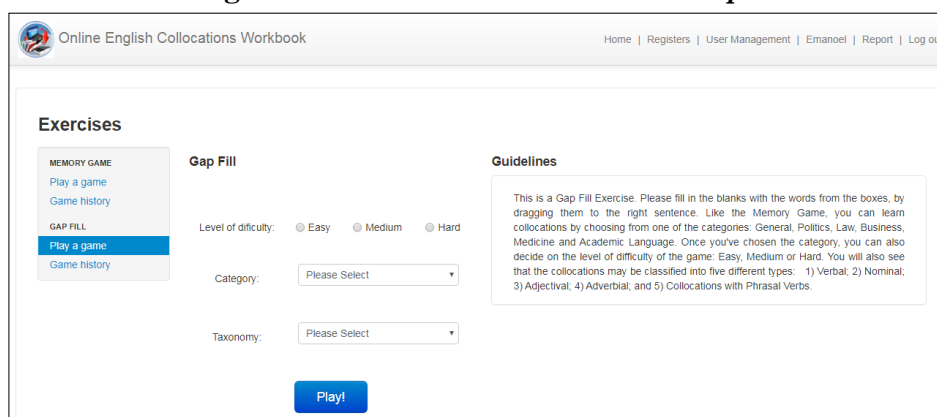 Online English Collocations Workbook
Home | Registers | User Management | Emanoel | Report | Log ou
Exercises
MEMORY GAME
Play a game
Game history
GAP FILL
Play a game
Game history
Gap Fill
Level of dificulty: Easy Medium Hard
Category: Please Select
Taxonomy: Please Select
Play!
Guidelines
This is a Gap Fill Exercise. Please fill in the blanks with the words from the boxes, by
dragging them to the right sentence. Like the Memory Game, you can learn
collocations by choosing from one of the categories: General, Politics, Law, Business,
Medicine and Academic Language. Once you've chosen the category, you can also
decide on the level of difficulty of the game: Easy, Medium or Hard. You will also see
that the collocations may be classified into five different types: 1) Verbal; 2) Nominal;
3) Adjectival; 4) Adverbial; and 5) Collocations with Phrasal Verbs.